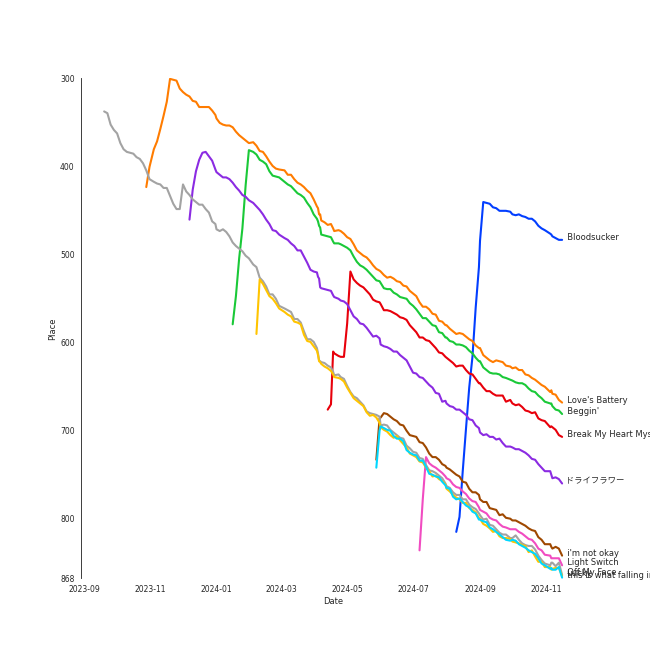 300
400
500
600
700
800
868
Place
2023-09
2023-11
2024-01
2024-03
2024-05
2024-07
2024-09
2024-11
Date
Bloodsucker
Love's Battery
Beggin'
Break My Heart Mys
ドライフラワー
i'm not okay
Light Switch
Off My Face
this is what falling i